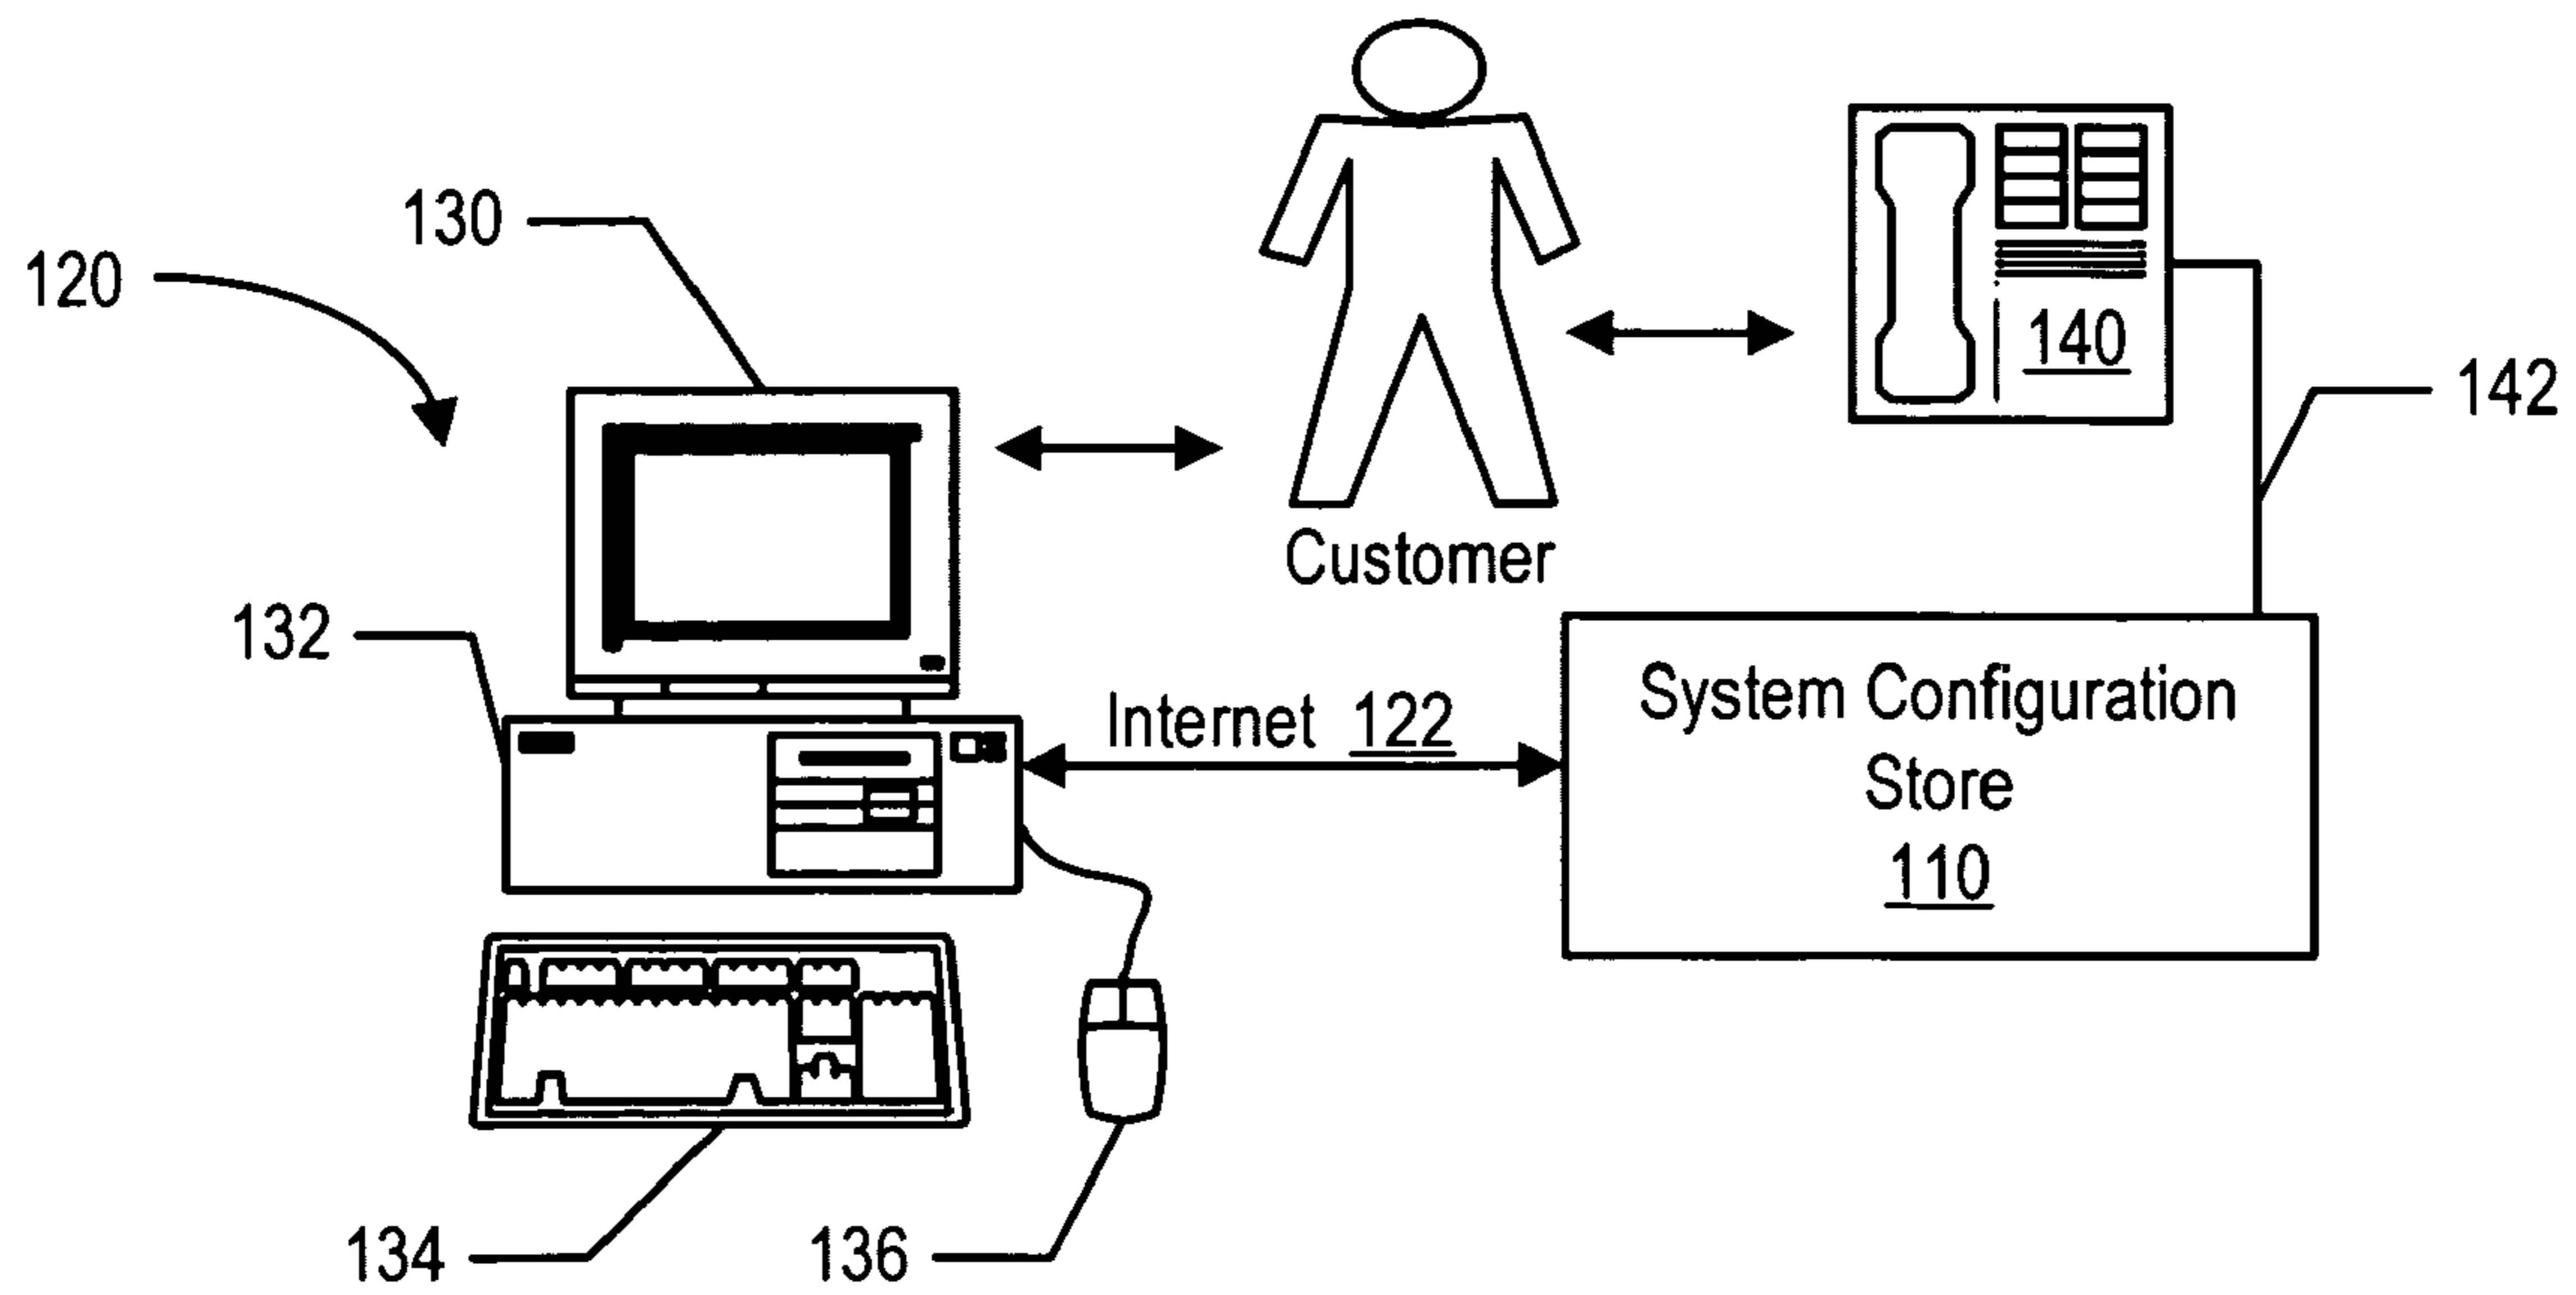 130
120
140
142
Customer
132
Internet 122
System Configuration
Store
110
134
136